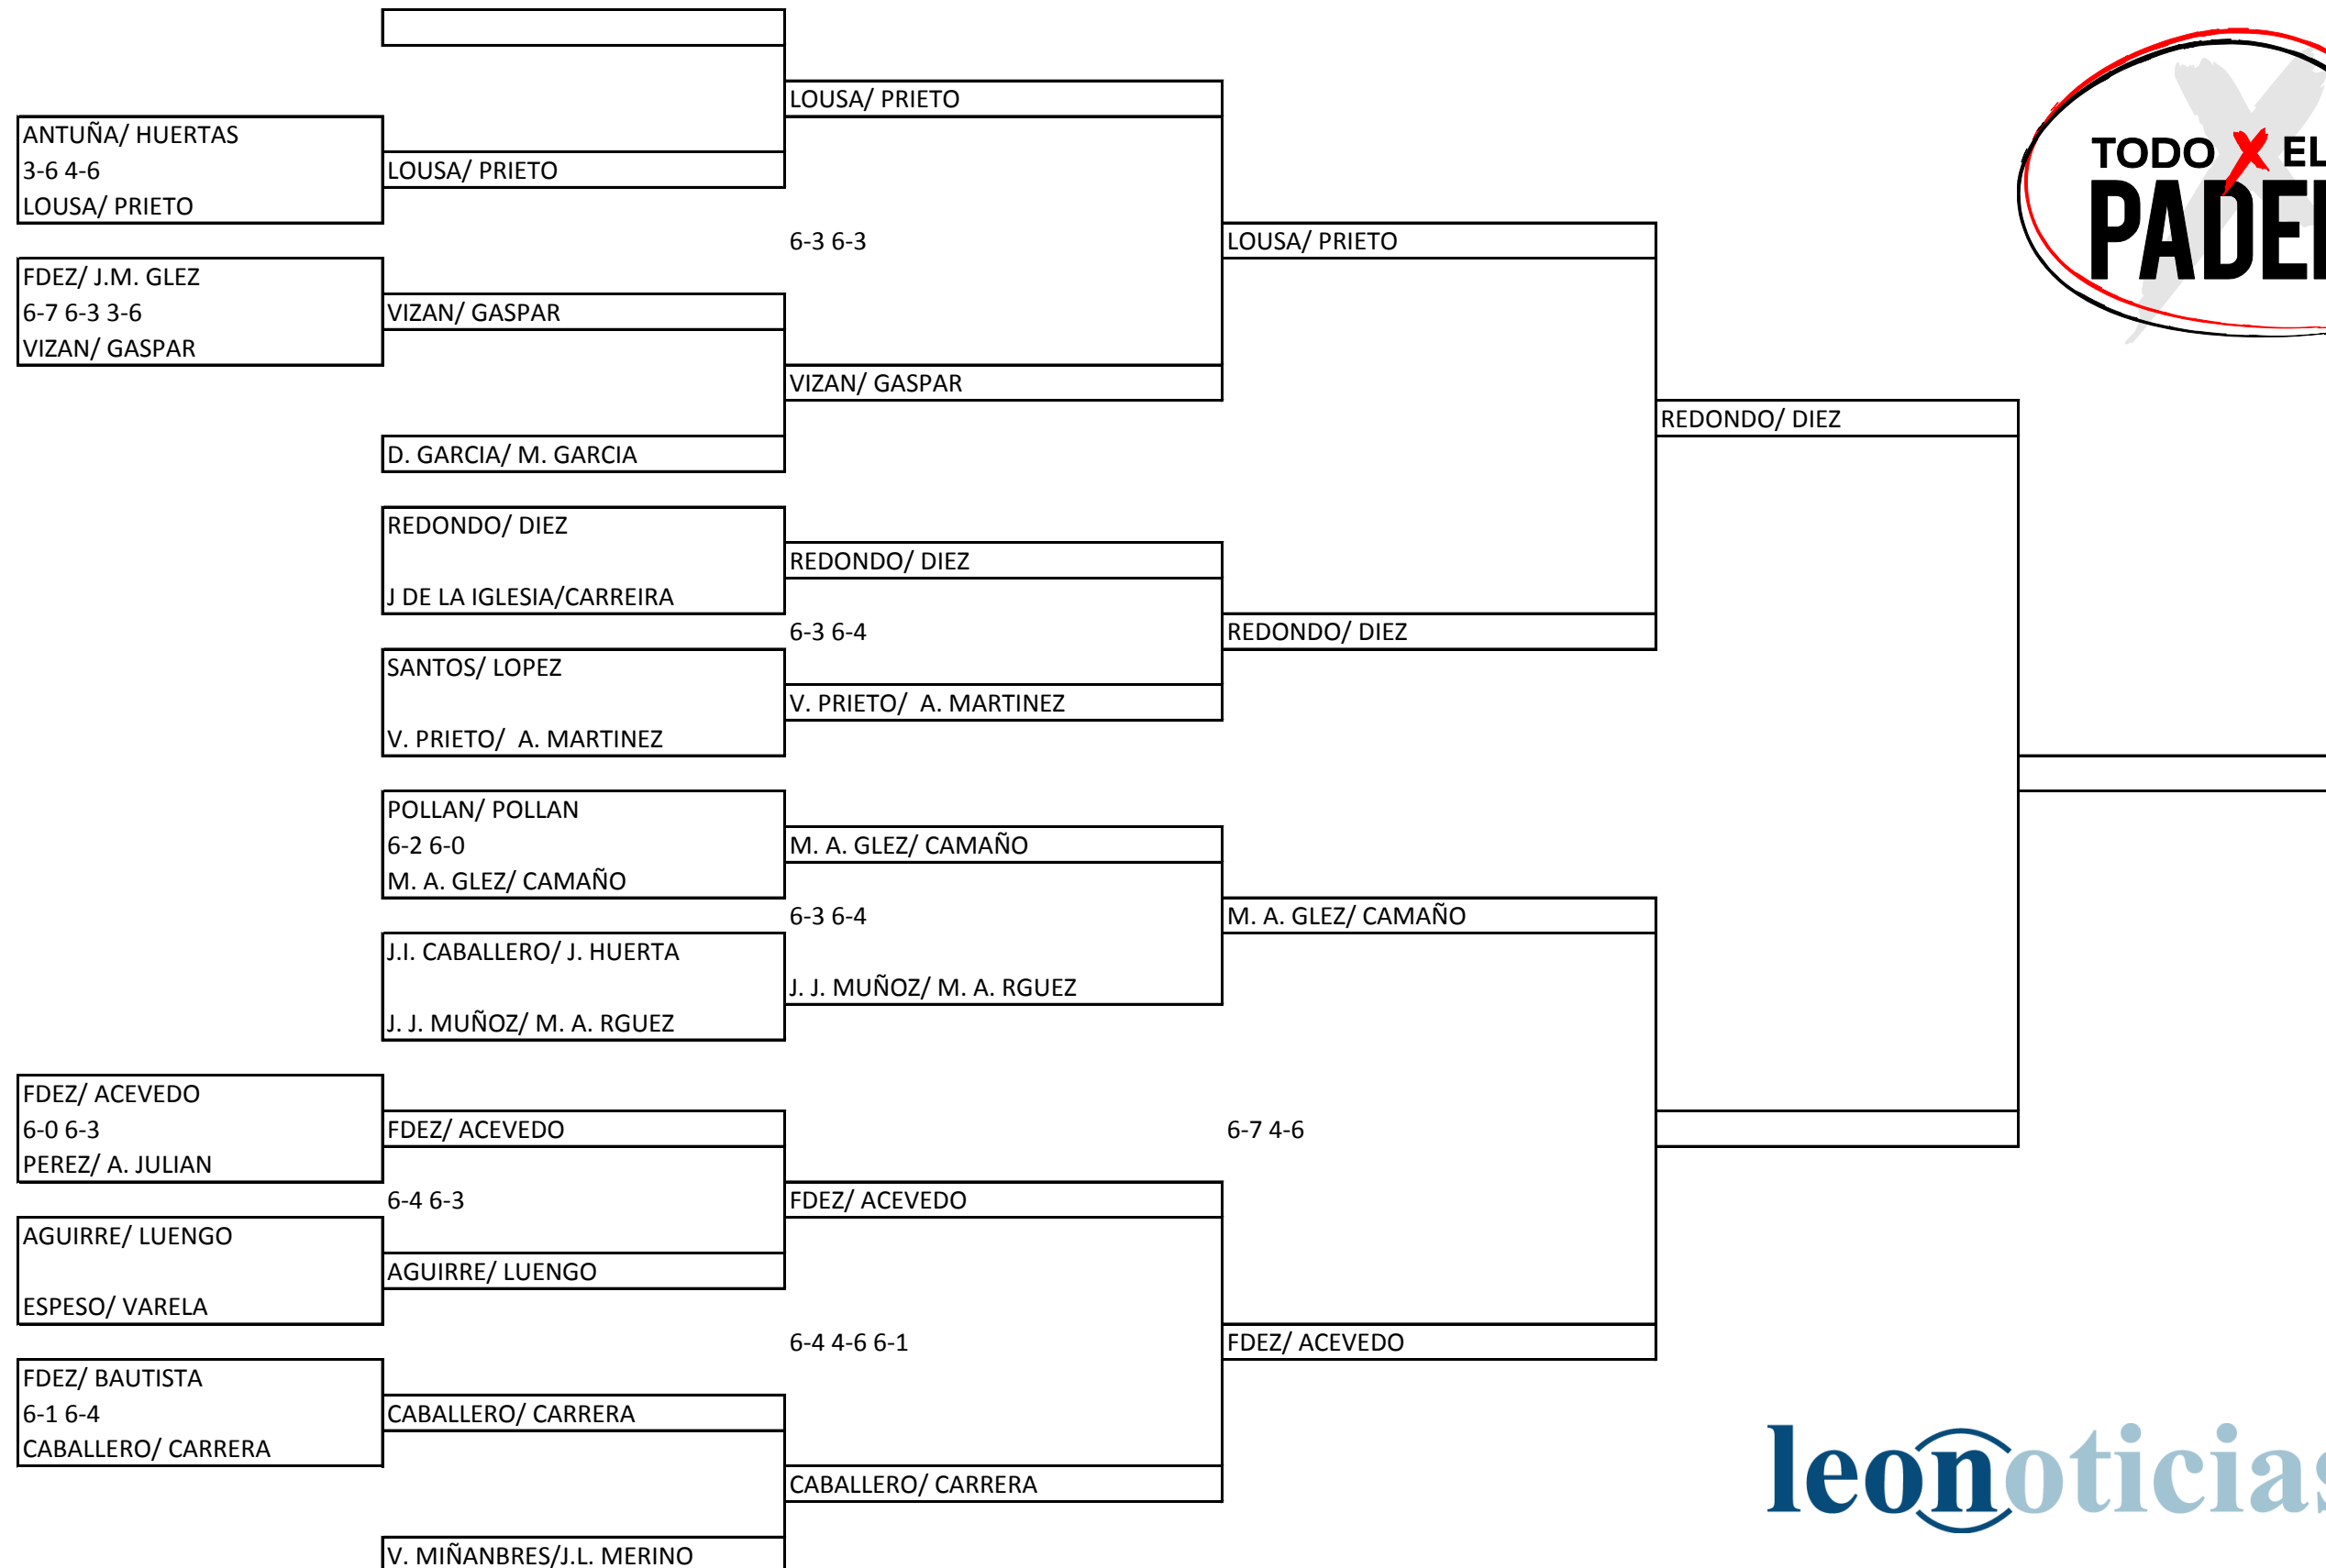 LOUSA/ PRIETO
ANTUÑA/ HUERTAS
3-6 4-6
LOUSA/ PRIETO
LOUSA/ PRIETO
6-3 6-3
LOUSA/ PRIETO
FDEZ/ J.M. GLEZ
6-7 6-3 3-6
VIZAN/ GASPAR
VIZAN/ GASPAR
VIZAN/ GASPAR
REDONDO/ DIEZ
D. GARCIA/ M. GARCIA
REDONDO/ DIEZ
REDONDO/ DIEZ
J DE LA IGLESIA/CARREIRA
6-3 6-4
REDONDO/ DIEZ
SANTOS/ LOPEZ
V. PRIETO/ A. MARTINEZ
V. PRIETO/ A. MARTINEZ
POLLAN/ POLLAN
6-2 6-0
M. A. GLEZ/ CAMAÑO
M. A. GLEZ/ CAMAÑO
6-3 6-4
M. A. GLEZ/ CAMAÑO
J.I. CABALLERO/ J. HUERTA
J. J. MUÑOZ/ M. A. RGUEZ
J. J. MUÑOZ/ M. A. RGUEZ
FDEZ/ ACEVEDO
6-0 6-3
PEREZ/ A. JULIAN
FDEZ/ ACEVEDO
6-7 4-6
6-4 6-3
FDEZ/ ACEVEDO
AGUIRRE/ LUENGO
ESPESO/ VARELA
AGUIRRE/ LUENGO
6-4 4-6 6-1
FDEZ/ ACEVEDO
FDEZ/ BAUTISTA
6-1 6-4
CABALLERO/ CARRERA
CABALLERO/ CARRERA
CABALLERO/ CARRERA
V. MIÑANBRES/J.L. MERINO
TODO X EL
PADEL
leonoticias